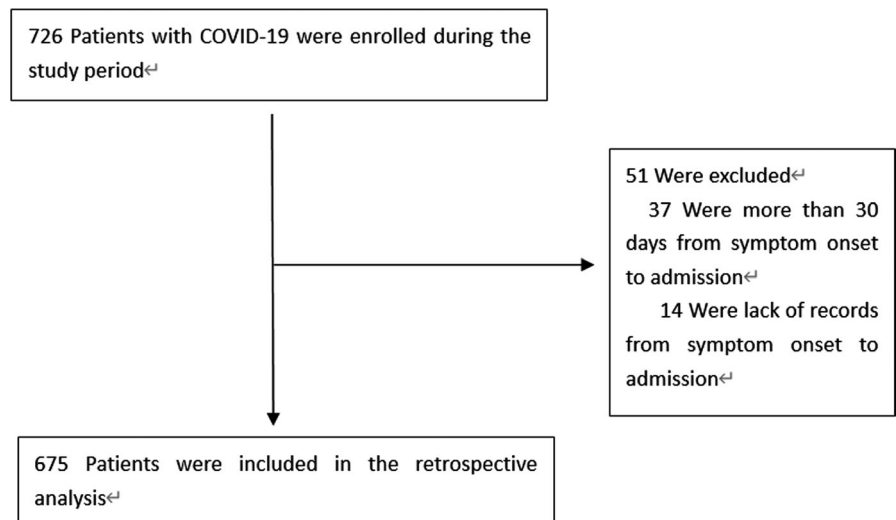 726 Patients with COVID-19 were enrolled during the
study period↵
51 Were excluded↵
37 Were more than 30
days from symptom onset
to admission↵
14 Were lack of records
from symptom onset to
admission↵
675 Patients were included in the retrospective
analysis↵